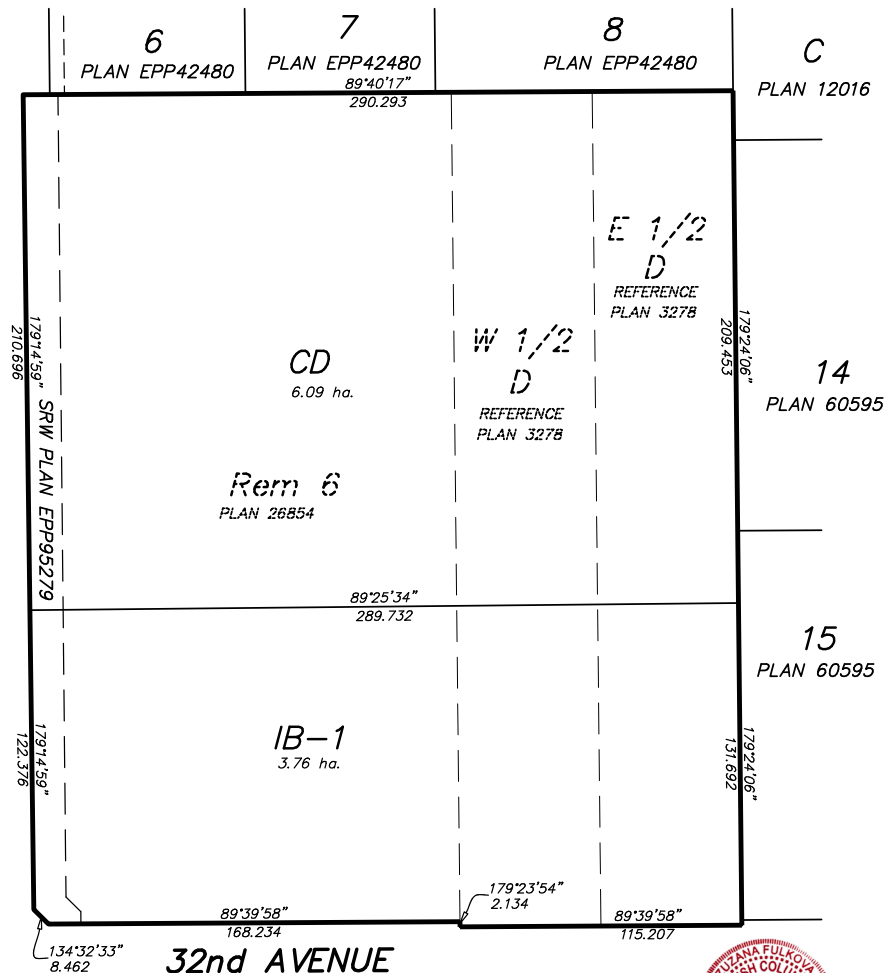 6
PLAN EPP42480
7
PLAN EPP42480
8
PLAN EPP42480
C
PLAN 12016
89°40'17"
290.293
E 1/2
D
REFERENCE
PLAN 3278
W 1/2
D
REFERENCE
PLAN 3278
179°14'59"
210.696
SRW PLAN EPP95279
CD
6.09 ha.
Rem 6
PLAN 26854
179°24'06"
209.453
14
PLAN 60595
89°25'34"
289.732
15
PLAN 60595
179°14'59"
122.376
IB-1
3.76 ha.
179°24'06"
131.692
179°23'54"
2.134
89°39'58"
168.234
89°39'58"
115.207
134°32'33"
8.462
32nd AVENUE
FULKOVA